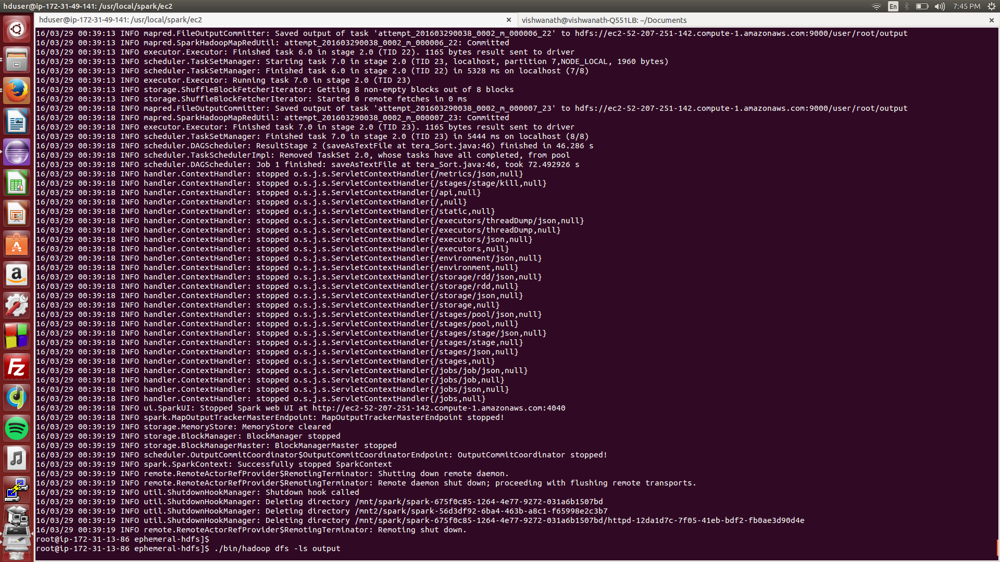 hduser@ip-172-31-49-141: /usr/local/spark/ec2
En
7:45 PM
hduser@ip-172-31-49-141: /usr/local/spark/ec2
vishwanath@vishwanath-Q551LB: ~/Documents
16/03/29 00:39:13 INFO mapred.FileOutputCommitter: Saved output of task 'attempt_201603290038_0002_m_000006_22' to hdfs://ec2-52-207-251-142.compute-1.amazonaws.com:9000/user/root/output
16/03/29 00:39:13 INFO mapred.SparkHadoopMapRedUtil: attempt_201603290038_0002_m_000006_22: Committed
16/03/29 00:39:13 INFO executor.Executor: Finished task 6.0 in stage 2.0 (TID 22). 1165 bytes result sent to driver
16/03/29 00:39:13 INFO scheduler.TaskSetManager: Starting task 7.0 in stage 2.0 (TID 23, localhost, partition 7,NODE_LOCAL, 1960 bytes)
16/03/29 00:39:13 INFO scheduler.TaskSetManager: Finished task 6.0 in stage 2.0 (TID 22) in 5328 ms on localhost (7/8)
16/03/29 00:39:13 INFO executor.Executor: Running task 7.0 in stage 2.0 (TID 23)
16/03/29 00:39:13 INFO storage.ShuffleBlockFetcherIterator: Getting 8 non-empty blocks out of 8 blocks
16/03/29 00:39:13 INFO storage.ShuffleBlockFetcherIterator: Started 0 remote fetches in 0 ms
16/03/29 00:39:18 INFO mapred.FileOutputCommitter: Saved output of task 'attempt_201603290038_0002_m_000007_23' to hdfs://ec2-52-207-251-142.compute-1.amazonaws.com:9000/user/root/output
16/03/29 00:39:18 INFO mapred.SparkHadoopMapRedUtil: attempt_201603290038_0002_m_000007_23: Committed
16/03/29 00:39:18 INFO executor.Executor: Finished task 7.0 in stage 2.0 (TID 23). 1165 bytes result sent to driver
16/03/29 00:39:18 INFO scheduler.TaskSetManager: Finished task 7.0 in stage 2.0 (TID 23) in 5444 ms on localhost (8/8)
16/03/29 00:39:18 INFO scheduler.DAGScheduler: ResultStage 2 (saveAsTextFile at tera_Sort.java:46) finished in 46.286 s
16/03/29 00:39:18 INFO scheduler.TaskSchedulerImpl: Removed TaskSet 2.0, whose tasks have all completed, from pool
16/03/29 00:39:18 INFO scheduler.DAGScheduler: Job 1 finished: saveAsTextFile at tera_Sort.java:46, took 72.492926 s
16/03/29 00:39:18 INFO handler.ContextHandler: stopped o.s.j.s.ServletContextHandler{/metrics/json,null}
16/03/29 00:39:18 INFO handler.ContextHandler: stopped o.s.j.s.ServletContextHandler{/stages/stage/kill,null}
16/03/29 00:39:18 INFO handler.ContextHandler: stopped o.s.j.s.ServletContextHandler{/api,null}
16/03/29 00:39:18 INFO handler.ContextHandler: stopped o.s.j.s.ServletContextHandler{/,null}
16/03/29 00:39:18 INFO handler.ContextHandler: stopped o.s.j.s.ServletContextHandler{/static,null}
16/03/29 00:39:18 INFO handler.ContextHandler: stopped o.s.j.s.ServletContextHandler{/executors/threadDump/json,null}
16/03/29 00:39:18 INFO handler.ContextHandler: stopped o.s.j.s.ServletContextHandler{/executors/threadDump,null}
16/03/29 00:39:18 INFO handler.ContextHandler: stopped o.s.j.s.ServletContextHandler{/executors/json,null}
16/03/29 00:39:18 INFO handler.ContextHandler: stopped o.s.j.s.ServletContextHandler{/executors,null}
16/03/29 00:39:18 INFO handler.ContextHandler: stopped o.s.j.s.ServletContextHandler{/environment/json,null}
16/03/29 00:39:18 INFO handler.ContextHandler: stopped o.s.j.s.ServletContextHandler{/environment,null}
16/03/29 00:39:18 INFO handler.ContextHandler: stopped o.s.j.s.ServletContextHandler{/storage/rdd/json,null}
16/03/29 00:39:18 INFO handler.ContextHandler: stopped o.s.j.s.ServletContextHandler{/storage/rdd,null}
16/03/29 00:39:18 INFO handler.ContextHandler: stopped o.s.j.s.ServletContextHandler{/storage/json,null}
16/03/29 00:39:18 INFO handler.ContextHandler: stopped o.s.j.s.ServletContextHandler{/storage,null}
16/03/29 00:39:18 INFO handler.ContextHandler: stopped o.s.j.s.ServletContextHandler{/stages/pool/json,null}
16/03/29 00:39:18 INFO handler.ContextHandler: stopped o.s.j.s.ServletContextHandler{/stages/pool,null}
16/03/29 00:39:18 INFO handler.ContextHandler: stopped o.s.j.s.ServletContextHandler{/stages/stage/json,null}
16/03/29 00:39:18 INFO handler.ContextHandler: stopped o.s.j.s.ServletContextHandler{/stages/stage,null}
16/03/29 00:39:18 INFO handler.ContextHandler: stopped o.s.j.s.ServletContextHandler{/stages/json,null}
16/03/29 00:39:18 INFO handler.ContextHandler: stopped o.s.j.s.ServletContextHandler{/stages,null}
16/03/29 00:39:18 INFO handler.ContextHandler: stopped o.s.j.s.ServletContextHandler{/jobs/job/json,null}
16/03/29 00:39:18 INFO handler.ContextHandler: stopped o.s.j.s.ServletContextHandler{/jobs/job,null}
16/03/29 00:39:18 INFO handler.ContextHandler: stopped o.s.j.s.ServletContextHandler{/jobs/json,null}
16/03/29 00:39:18 INFO handler.ContextHandler: stopped o.s.j.s.ServletContextHandler{/jobs,null}
16/03/29 00:39:18 INFO ui.SparkUI: Stopped Spark web UI at http://ec2-52-207-251-142.compute-1.amazonaws.com:4040
16/03/29 00:39:18 INFO spark.MapOutputTrackerMasterEndpoint: MapOutputTrackerMasterEndpoint stopped!
16/03/29 00:39:19 INFO storage.MemoryStore: MemoryStore cleared
16/03/29 00:39:19 INFO storage.BlockManager: BlockManager stopped
16/03/29 00:39:19 INFO storage.BlockManagerMaster: BlockManagerMaster stopped
16/03/29 00:39:19 INFO scheduler.OutputCommitCoordinator$OutputCommitCoordinatorEndpoint: OutputCommitCoordinator stopped!
16/03/29 00:39:19 INFO spark.SparkContext: Successfully stopped SparkContext
16/03/29 00:39:19 INFO remote.RemoteActorRefProvider$RemotingTerminator: Shutting down remote daemon.
16/03/29 00:39:19 INFO remote.RemoteActorRefProvider$RemotingTerminator: Remote daemon shut down; proceeding with flushing remote transports.
16/03/29 00:39:19 INFO util.ShutdownHookManager: Shutdown hook called
16/03/29 00:39:19 INFO util.ShutdownHookManager: Deleting directory /mnt/spark/spark-675f0c85-1264-4e77-9272-031a6b1507bd
16/03/29 00:39:19 INFO util.ShutdownHookManager: Deleting directory /mnt2/spark/spark-56d3df92-6ba4-463b-a8c1-f65998e2c3b7
16/03/29 00:39:19 INFO util.ShutdownHookManager: Deleting directory /mnt/spark/spark-675f0c85-1264-4e77-9272-031a6b1507bd/httpd-12da1d7c-7f05-41eb-bdf2-fb0ae3d90d4e
16/03/29 00:39:19 INFO remote.RemoteActorRefProvider$RemotingTerminator: Remoting shut down.
root@ip-172-31-13-86 ephemeral-hdfs]$
root@ip-172-31-13-86 ephemeral-hdfs]$ ./bin/hadoop dfs -ls output